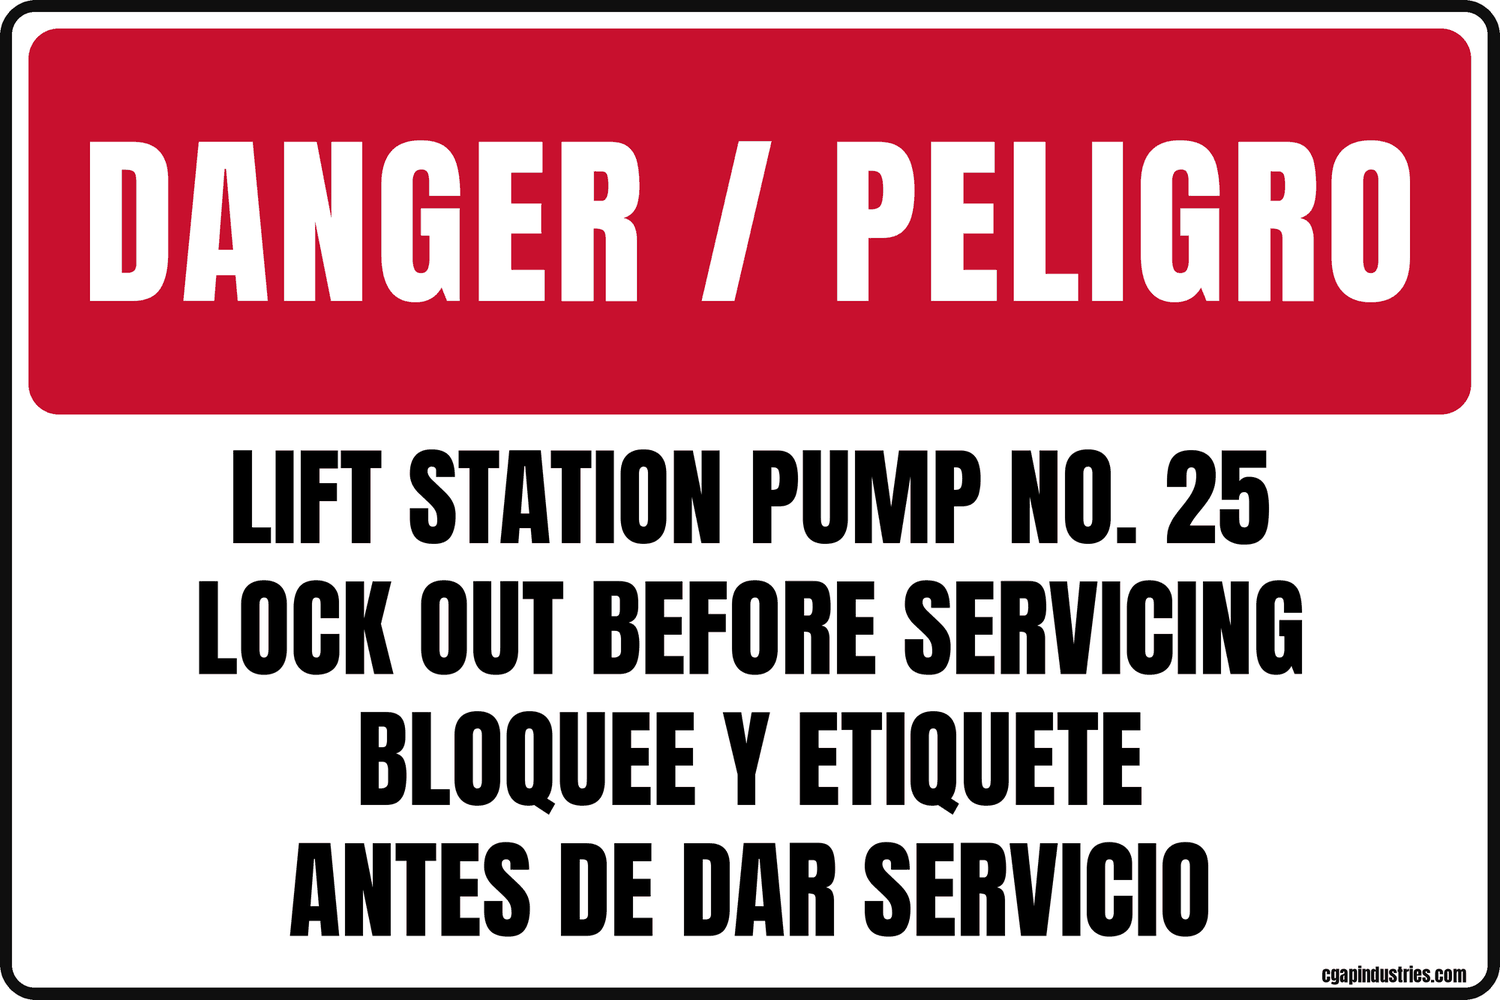 DANGER / PELIGRO
LIFT STATION PUMP NO. 25
LOCK OUT BEFORE SERVICING
BLOQUEE Y ETIQUETE
ANTES DE DAR SERVICIO
cgapindustries.com